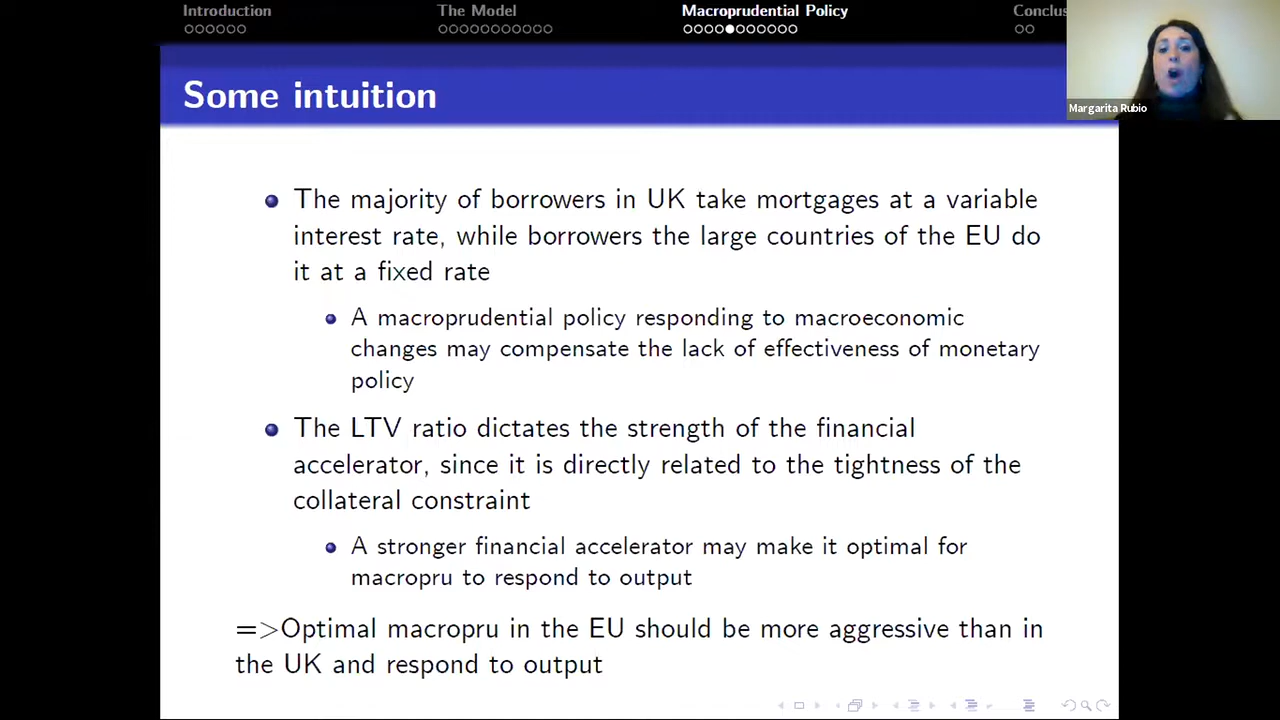 Introduction
The Model
Macroprudential Policy
Conclus
Margarita Rubio
Some intuition
The majority of borrowers in UK take mortgages at a variable
interest rate, while borrowers the large countries of the EU do
it at a fixed rate
A macroprudential policy responding to macroeconomic
changes may compensate the lack of effectiveness of monetary
policy
The LTV ratio dictates the strength of the financial
accelerator, since it is directly related to the tightness of the
collateral constraint
A stronger financial accelerator may make it optimal for
macropru to respond to output
=>Optimal macropru in the EU should be more aggressive than in
the UK and respond to output